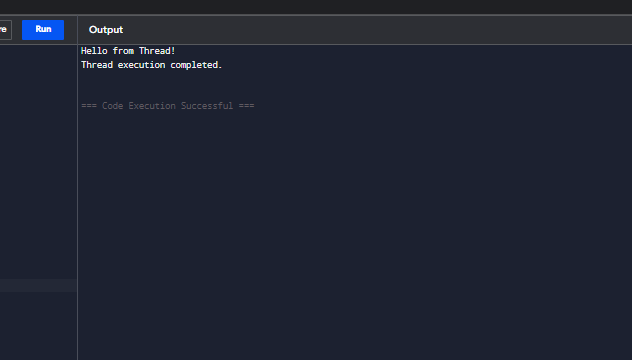 re Run Output
Hello from Thread!
Thread execution completed.
=== Code Execution Successful ===